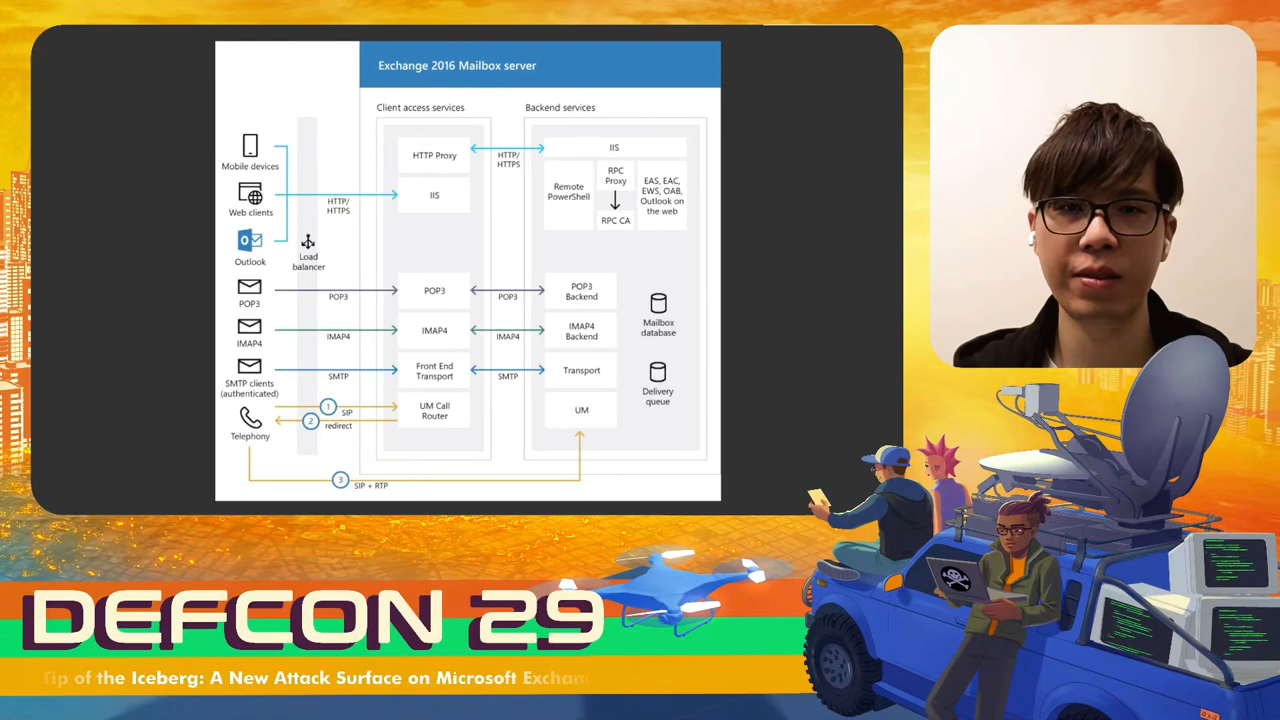 Exchange 2016 Mailbox server
Client access services
Backend services
Mobile devices
Web clients
Outlook
POP3
IMAP4
SMTP clients
(authenticated)
Telephony
Load
balancer
HTTP/
HTTPS
POP3
IMAP4
SMTP
1
SIP
2
redirect
3
SIP + RTP
HTTP Proxy
IIS
POP3
IMAP4
Front End
Transport
UM Call
Router
HTTP/
HTTPS
POP3
IMAP4
SMTP
IIS
Remote
PowerShell
RPC
Proxy
RPC CA
EAS, EAC,
EWS, OAB,
Outlook on
the web
POP3
Backend
IMAP4
Backend
Transport
UM
Mailbox
database
Delivery
queue
DEFCON 29
Tip of the Iceberg: A New Attack Surface on Microsoft Exchan